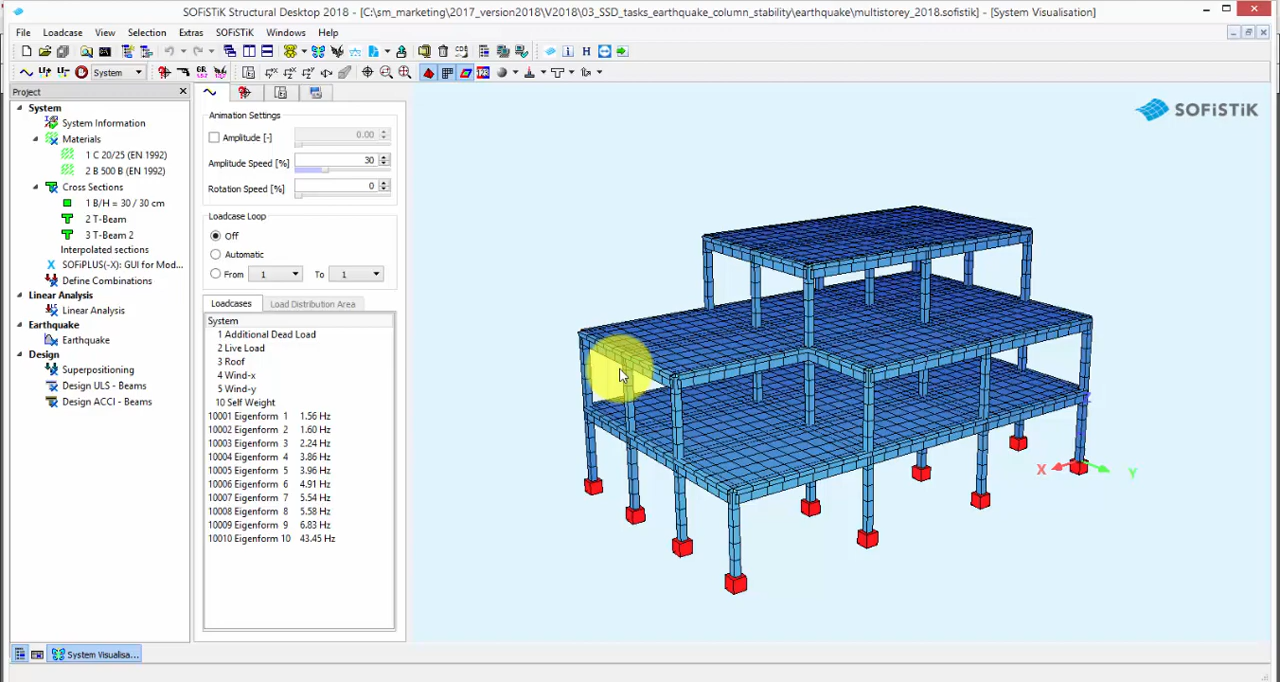 SOFiSTiK Structural Desktop 2018 - [C:\sm_marketing\2017_version2018\V2018\03_SSD_tasks_earthquake_column_stability\earthquake\multistorey_2018.sofistik] - [System Visualisation]
File Loadcase View Selection Extras SOFiSTiK Windows Help
System
Project
System
System Information
Materials
1 C 20/25 (EN 1992)
2 B 500 B (EN 1992)
Cross Sections
1 B/H = 30 / 30 cm
2 T-Beam
3 T-Beam 2
Interpolated sections
SOFiPLUS(-X): GUI for Mod...
Define Combinations
Linear Analysis
Linear Analysis
Earthquake
Earthquake
Design
Superpositioning
Design ULS - Beams
Design ACCI - Beams
Animation Settings
Amplitude [-] 0.00
Amplitude Speed [%] 30
Rotation Speed [%] 0
Loadcase Loop
Off
Automatic
From 1 To 1
Loadcases Load Distribution Area
System
1 Additional Dead Load
2 Live Load
3 Roof
4 Wind-x
5 Wind-y
10 Self Weight
10001 Eigenform 1 1.56 Hz
10002 Eigenform 2 1.60 Hz
10003 Eigenform 3 2.24 Hz
10004 Eigenform 4 3.86 Hz
10005 Eigenform 5 3.96 Hz
10006 Eigenform 6 4.91 Hz
10007 Eigenform 7 5.54 Hz
10008 Eigenform 8 5.58 Hz
10009 Eigenform 9 6.83 Hz
10010 Eigenform 10 43.45 Hz
SOFiSTiK
Z
X
Y
System Visualisa...